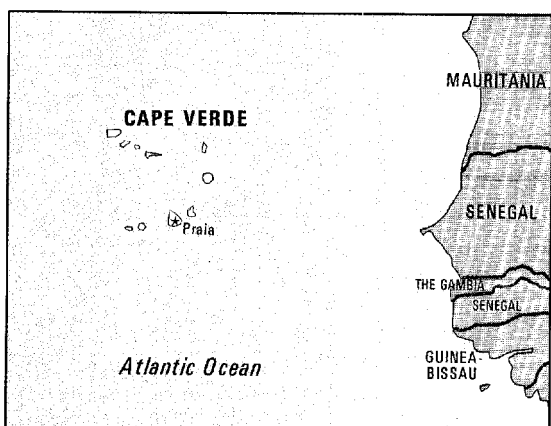 MAURITANIA
CAPE VERDE
SENEGAL
Praia
THE GAMBIA
SENEGAL
GUINEA-
BISSAU
Atlantic Ocean